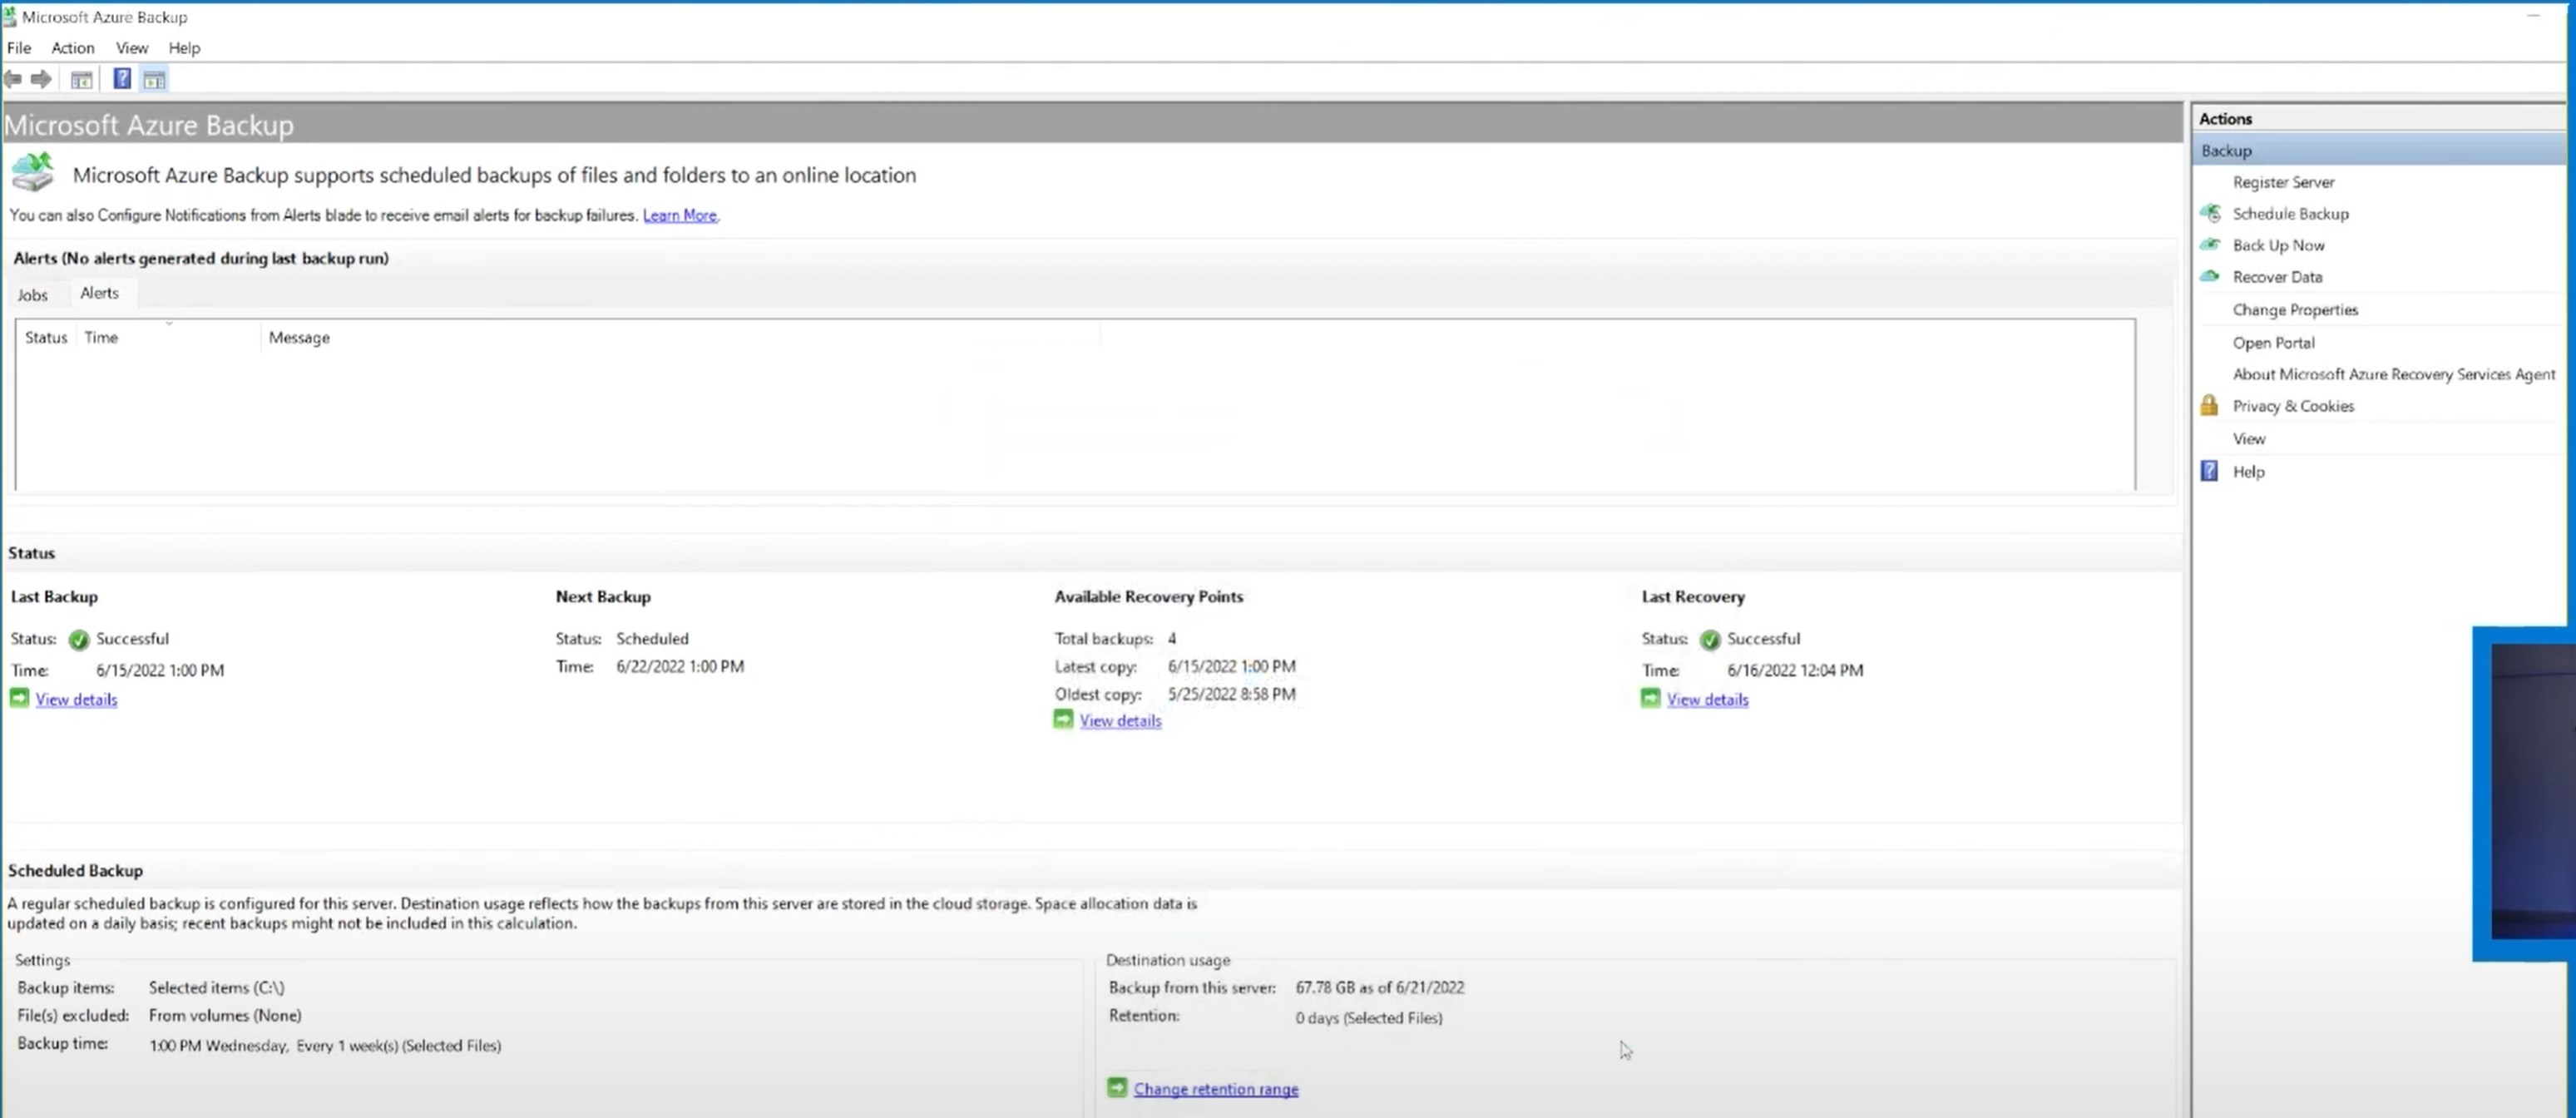 Microsoft Azure Backup
File Action View Help
Microsoft Azure Backup
Microsoft Azure Backup supports scheduled backups of files and folders to an online location
You can also Configure Notifications from Alerts blade to receive email alerts for backup failures. Learn More.
Alerts (No alerts generated during last backup run)
Jobs Alerts
Status Time Message
Status
Last Backup
Status: Successful
Time: 6/15/2022 1:00 PM
View details
Next Backup
Status: Scheduled
Time: 6/22/2022 1:00 PM
Available Recovery Points
Total backups: 4
Latest copy: 6/15/2022 1:00 PM
Oldest copy: 5/25/2022 8:58 PM
View details
Last Recovery
Status: Successful
Time: 6/16/2022 12:04 PM
View details
Scheduled Backup
A regular scheduled backup is configured for this server. Destination usage reflects how the backups from this server are stored in the cloud storage. Space allocation data is
updated on a daily basis; recent backups might not be included in this calculation.
Settings
Backup items: Selected items (C:\)
File(s) excluded: From volumes (None)
Backup time: 1:00 PM Wednesday, Every 1 week(s) (Selected Files)
Destination usage
Backup from this server: 67.78 GB as of 6/21/2022
Retention: 0 days (Selected Files)
Change retention range
Actions
Backup
Register Server
Schedule Backup
Back Up Now
Recover Data
Change Properties
Open Portal
About Microsoft Azure Recovery Services Agent
Privacy & Cookies
View
Help